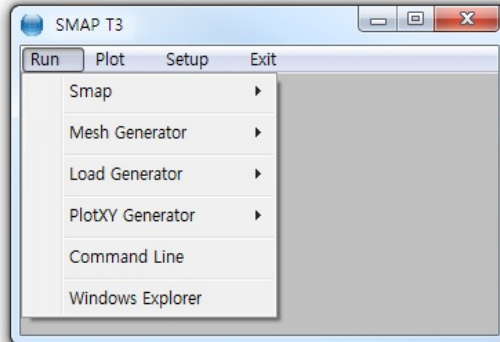 SMAP T3
Run Plot Setup Exit
Smap
Mesh Generator
Load Generator
PlotXY Generator
Command Line
Windows Explorer